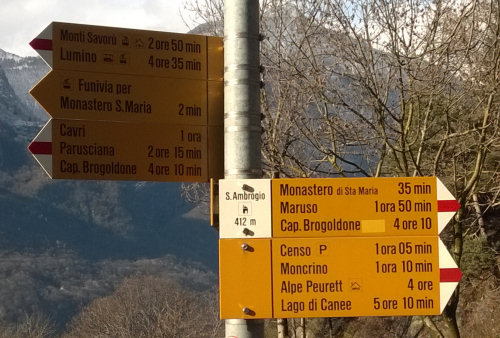 Monti Savorù 2 ore 50 min
Lumino 4 ore 35 min
Funivia per
Monastero S. Maria 2 min
Cavri 1 ora
Parusciana 2 ore 15 min
Cap. Brogoldone 4 ore 10 min
S. Ambrogio
412 m
Monastero di Sta Maria 35 min
Maruso 1 ora 50 min
Cap. Brogoldone 4 ore 10
Censo P 1 ora 05 min
Moncrino 1 ora 10 min
Alpe Peurett 4 ore
Lago di Canee 5 ore 10 min